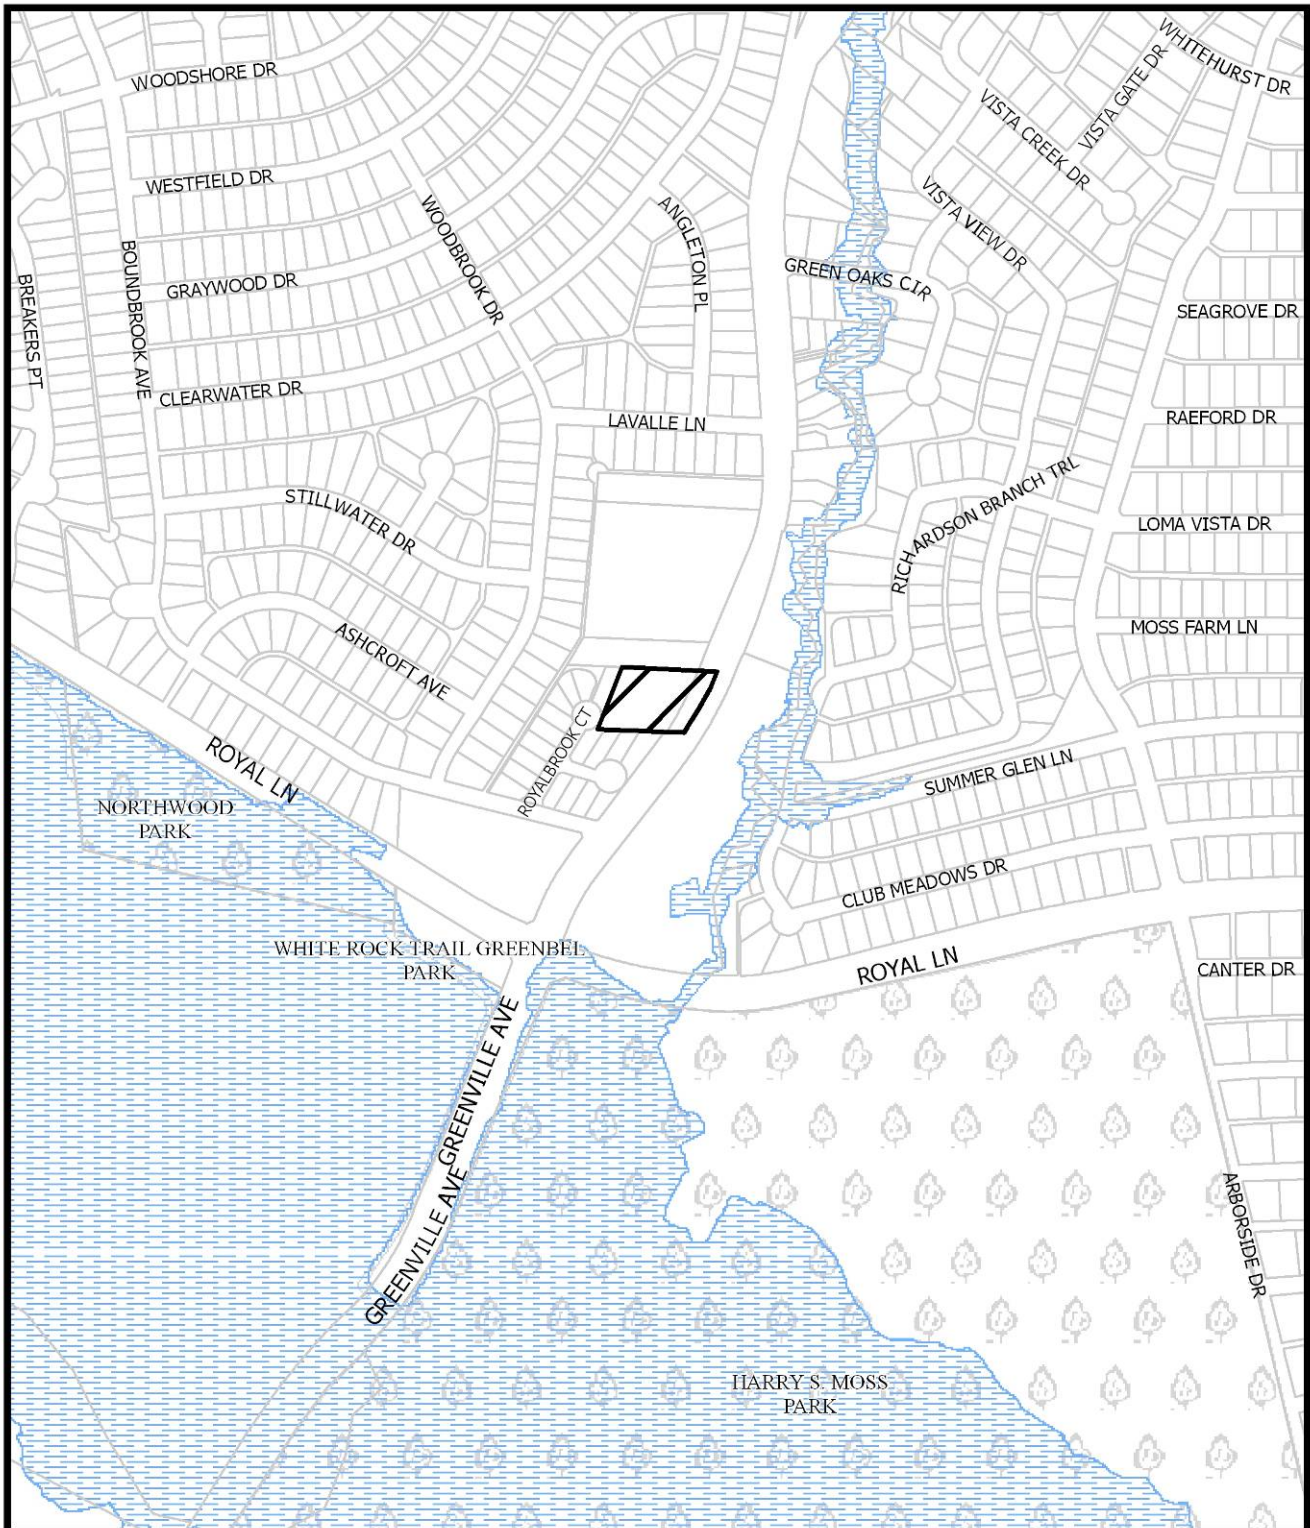 WHITEHURST DR
WOODSHORE DR
VISTA GATE DR
VISTA CREEK DR
WESTFIELD DR
VISTA VIEW DR
WOODBROOK DR
ANGLETON PL
BOUNDBROOK AVE
GREEN OAKS CIR
BREAKERS PT
GRAYWOOD DR
SEAGROVE DR
CLEARWATER DR
LAVALLE LN
RAEFORD DR
STILLWATER DR
RICHARDSON BRANCH TRL
LOMA VISTA DR
ASHCROFT AVE
MOSS FARM LN
ROYALBROOK CT
ROYAL LN
SUMMER GLEN LN
NORTHWOOD
PARK
CLUB MEADOWS DR
WHITE ROCK TRAIL GREENBEL
PARK
ROYAL LN
CANTER DR
GREENVILLE AVE
GREENVILLE AVE
ARBORSIDE DR
HARRY S. MOSS
PARK